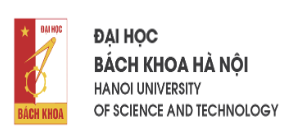 ĐẠI HỌC
BÁCH KHOA
ĐẠI HỌC
BÁCH KHOA HÀ NỘI
HANOI UNIVERSITY
OF SCIENCE AND TECHNOLOGY